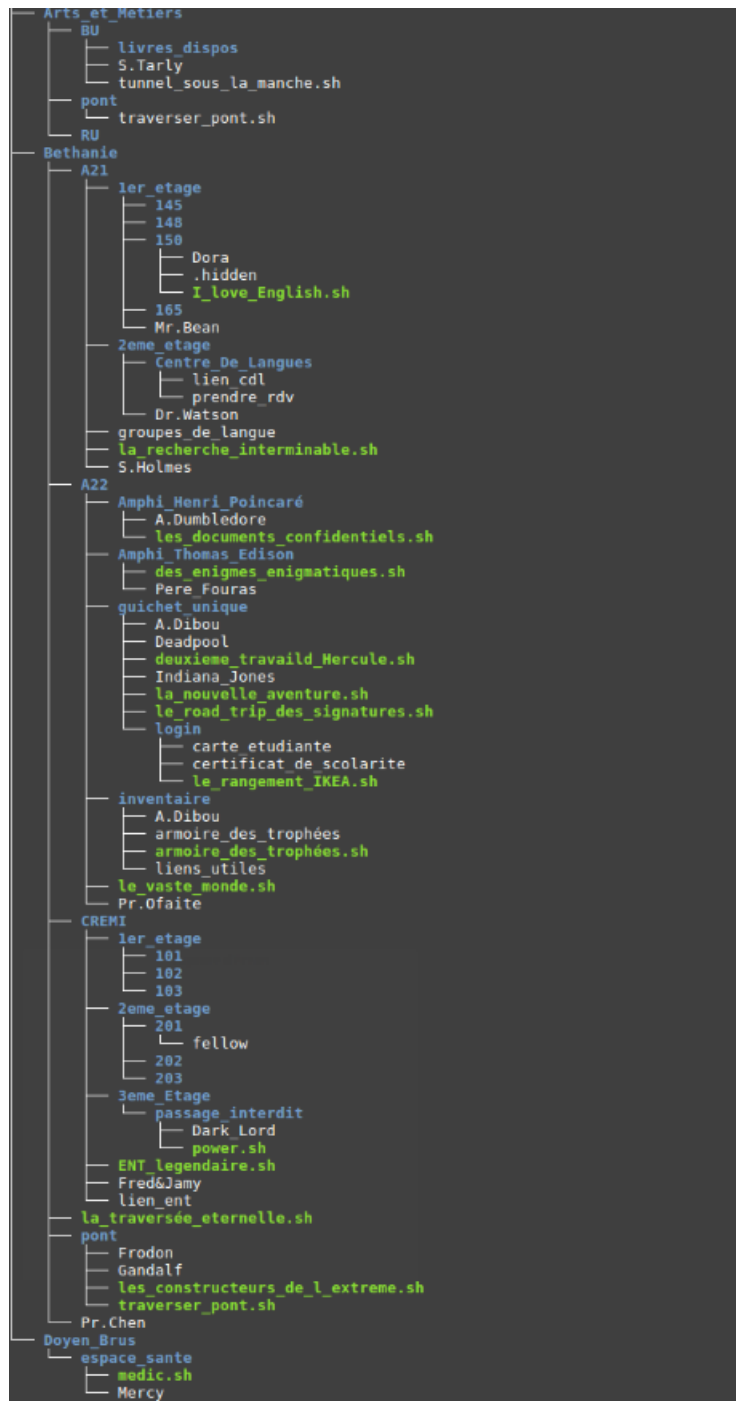 Arts_et_Metiers
BU
livres_dispos
S.Tarly
tunnel_sous_la_manche.sh
pont
traverser_pont.sh
RU
Bethanie
A21
1er_etage
145
148
150
Dora
.hidden
I_love_English.sh
165
Mr.Bean
2eme_etage
Centre_De_Langues
lien_cdl
prendre_rdv
Dr.Watson
groupes_de_langue
la_recherche_interminable.sh
S.Holmes
A22
Amphi_Henri_Poincaré
A.Dumbledore
les_documents_confidentiels.sh
Amphi_Thomas_Edison
des_enigmes_enigmatiques.sh
Pere_Fouras
guichet_unique
A.Dibou
Deadpool
deuxieme_travaild_Hercule.sh
Indiana_Jones
la_nouvelle_aventure.sh
le_road_trip_des_signatures.sh
login
carte_etudiante
certificat_de_scolarite
le_rangement_IKEA.sh
inventaire
A.Dibou
armoire_des_trophées
armoire_des_trophées.sh
liens_utiles
le_vaste_monde.sh
Pr.Ofaite
CREMI
1er_etage
101
102
103
2eme_etage
201
fellow
202
203
3eme_Etage
passage_interdit
Dark_Lord
power.sh
ENT_legendaire.sh
Fred&Jamy
lien_ent
la_traversée_eternelle.sh
pont
Frodon
Gandalf
les_constructeurs_de_l_extreme.sh
traverser_pont.sh
Pr.Chen
Doyen_Brus
espace_sante
medic.sh
Mercy